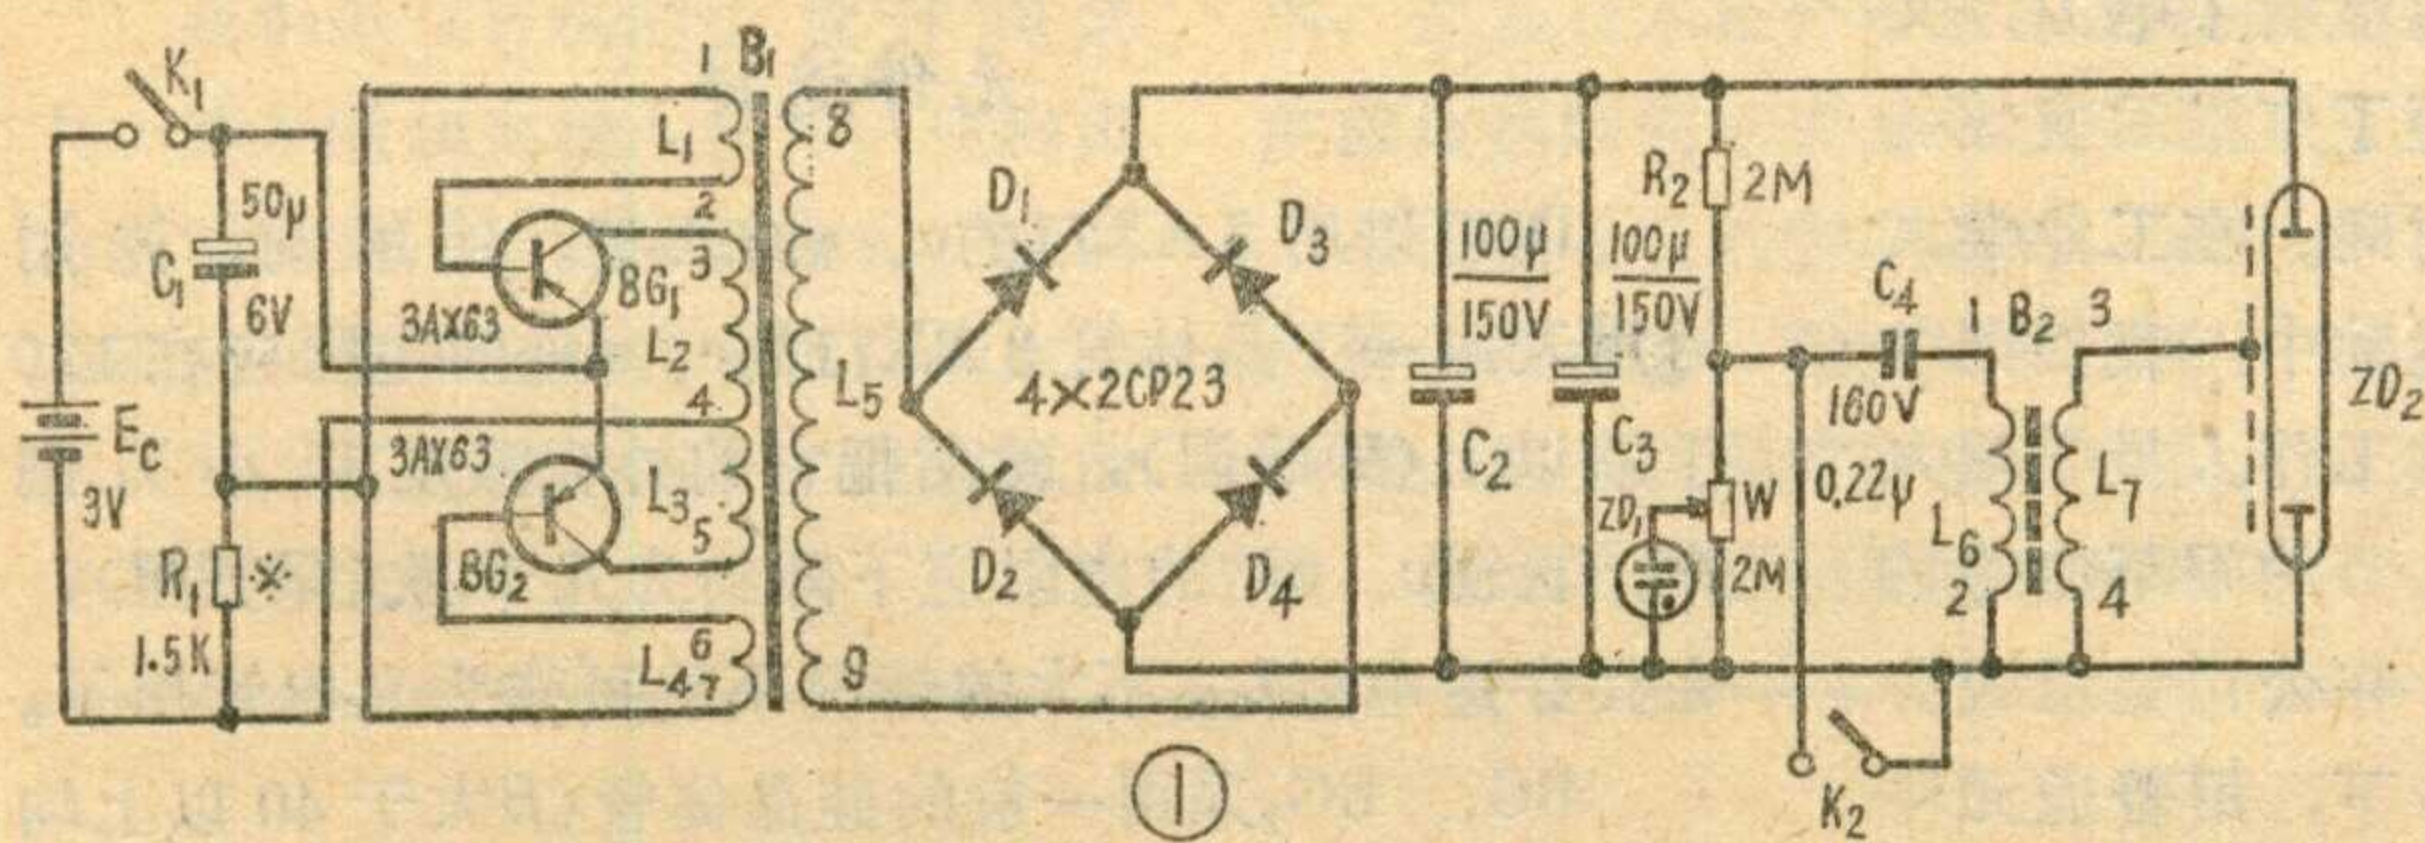 K₁
50μ
C₁
6V
E_C
3V
R₁ ※
1.5K
1 B₁
L₁
2
3
BG₁
3AX63
L₂
4
3AX63
L₃
5
BG₂
6
L₄ 7
8
L₅
9
D₁
D₃
4×2CP23
D₂
D₄
100μ
150V
C₂
100μ
150V
C₃
R₂ 2M
ZD₁
W
2M
C₄
160V
0.22μ
1 B₂ 3
L₆
2
L₇
4
ZD₂
K₂
①